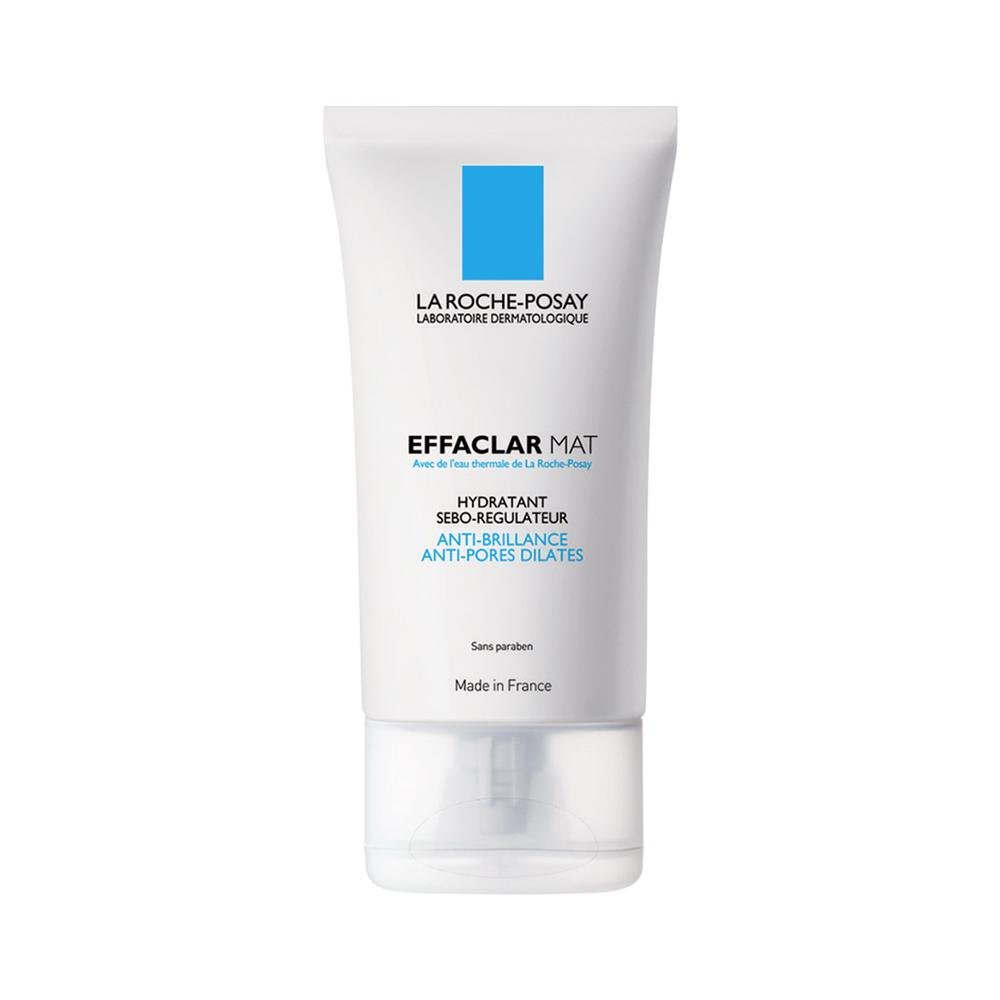 LA ROCHE-POSAY
LABORATOIRE DERMATOLOGIQUE
EFFACLAR MAT
Avec de l'eau thermale de La Roche-Posay
HYDRATANT
SEBO-REGULATEUR
ANTI-BRILLANCE
ANTI-PORES DILATES
Sans paraben
Made in France